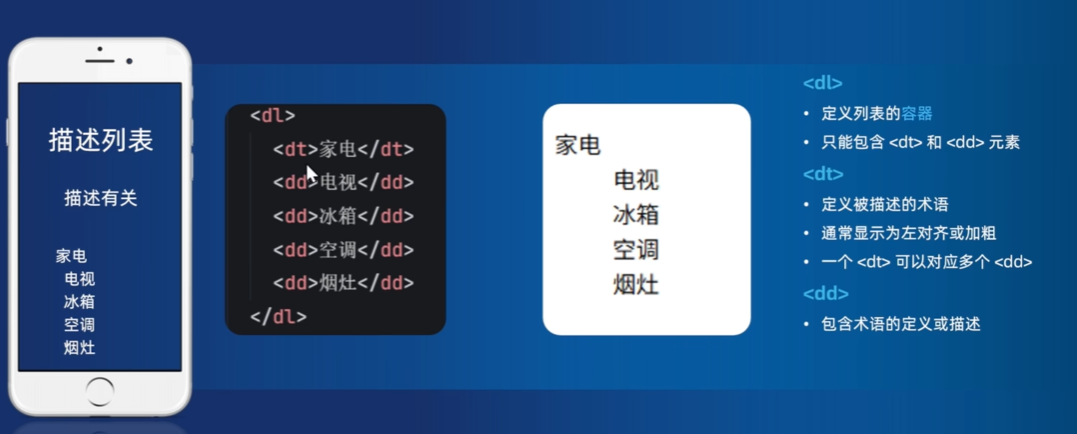 描述列表
描述有关
家电
电视
冰箱
空调
烟灶
<dl>
<dt>家电</dt>
<dd>电视</dd>
<dd>冰箱</dd>
<dd>空调</dd>
<dd>烟灶</dd>
</dl>
家电
电视
冰箱
空调
烟灶
<dl>
• 定义列表的容器
• 只能包含 <dt> 和 <dd> 元素
<dt>
• 定义被描述的术语
• 通常显示为左对齐或加粗
• 一个 <dt> 可以对应多个 <dd>
<dd>
• 包含术语的定义或描述